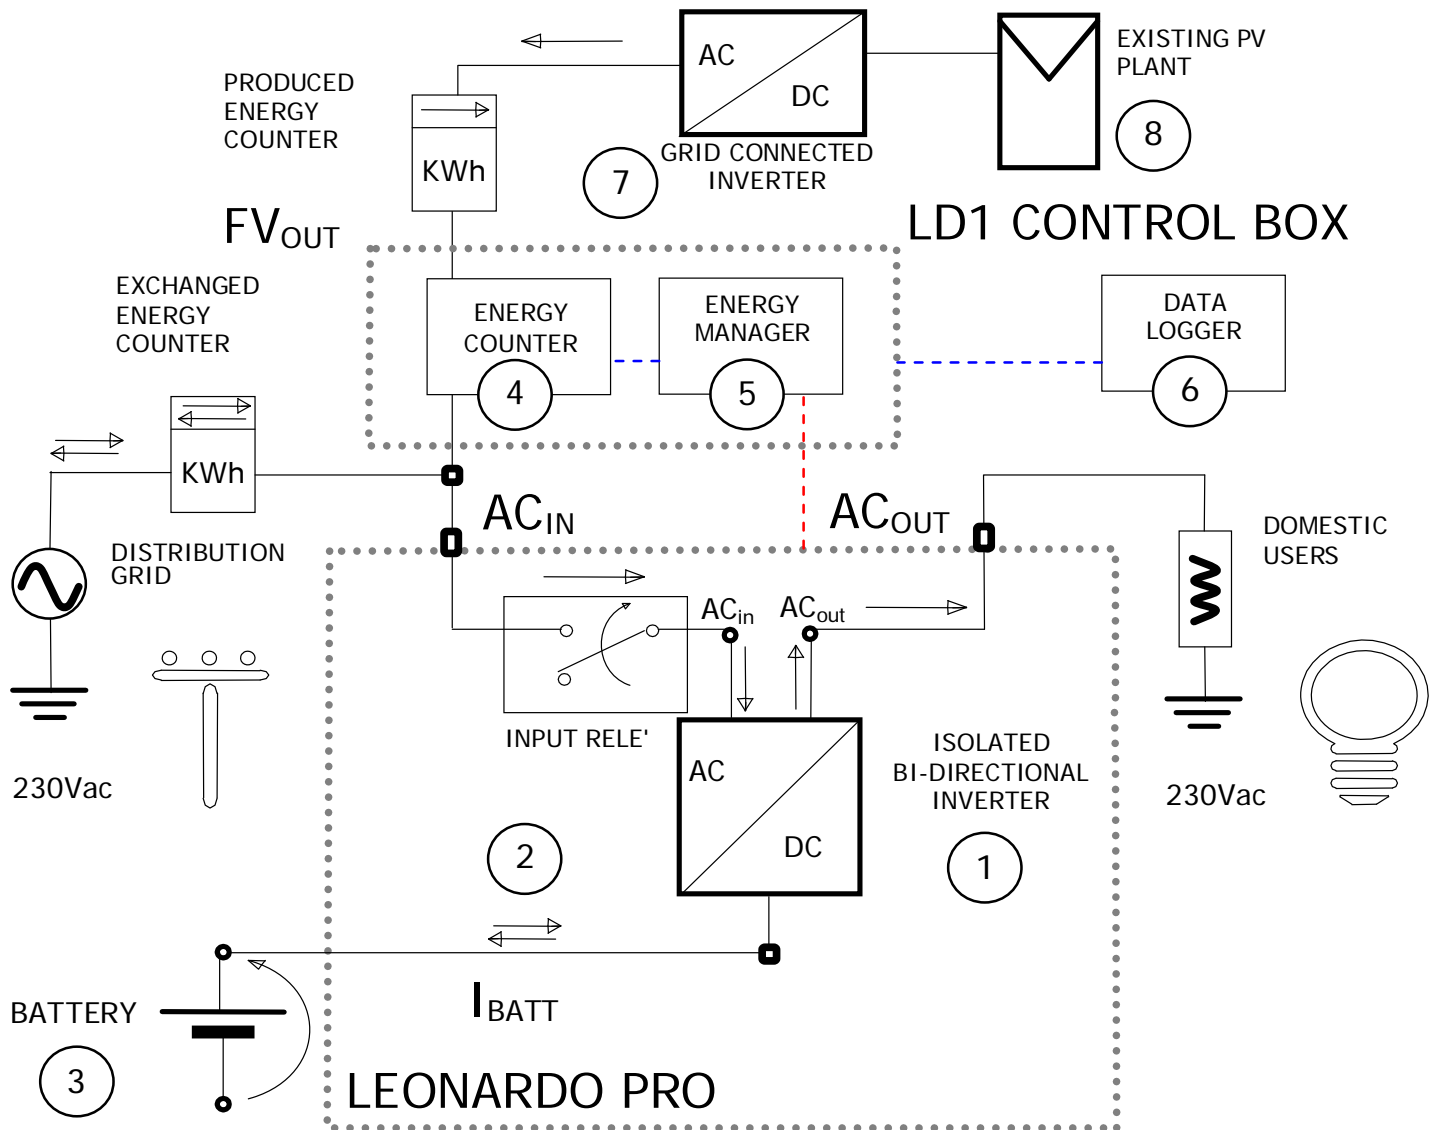 AC
DC
EXISTING PV
PLANT
8
PRODUCED
ENERGY
COUNTER
KWh
7
GRID CONNECTED
INVERTER
FVOUT
LD1 CONTROL BOX
EXCHANGED
ENERGY
COUNTER
ENERGY
COUNTER
4
ENERGY
MANAGER
5
DATA
LOGGER
6
KWh
ACIN
ACOUT
DISTRIBUTION
GRID
DOMESTIC
USERS
ACin
ACout
INPUT RELE'
230Vac
AC
DC
ISOLATED
BI-DIRECTIONAL
INVERTER
1
230Vac
2
IBATT
BATTERY
3
LEONARDO PRO